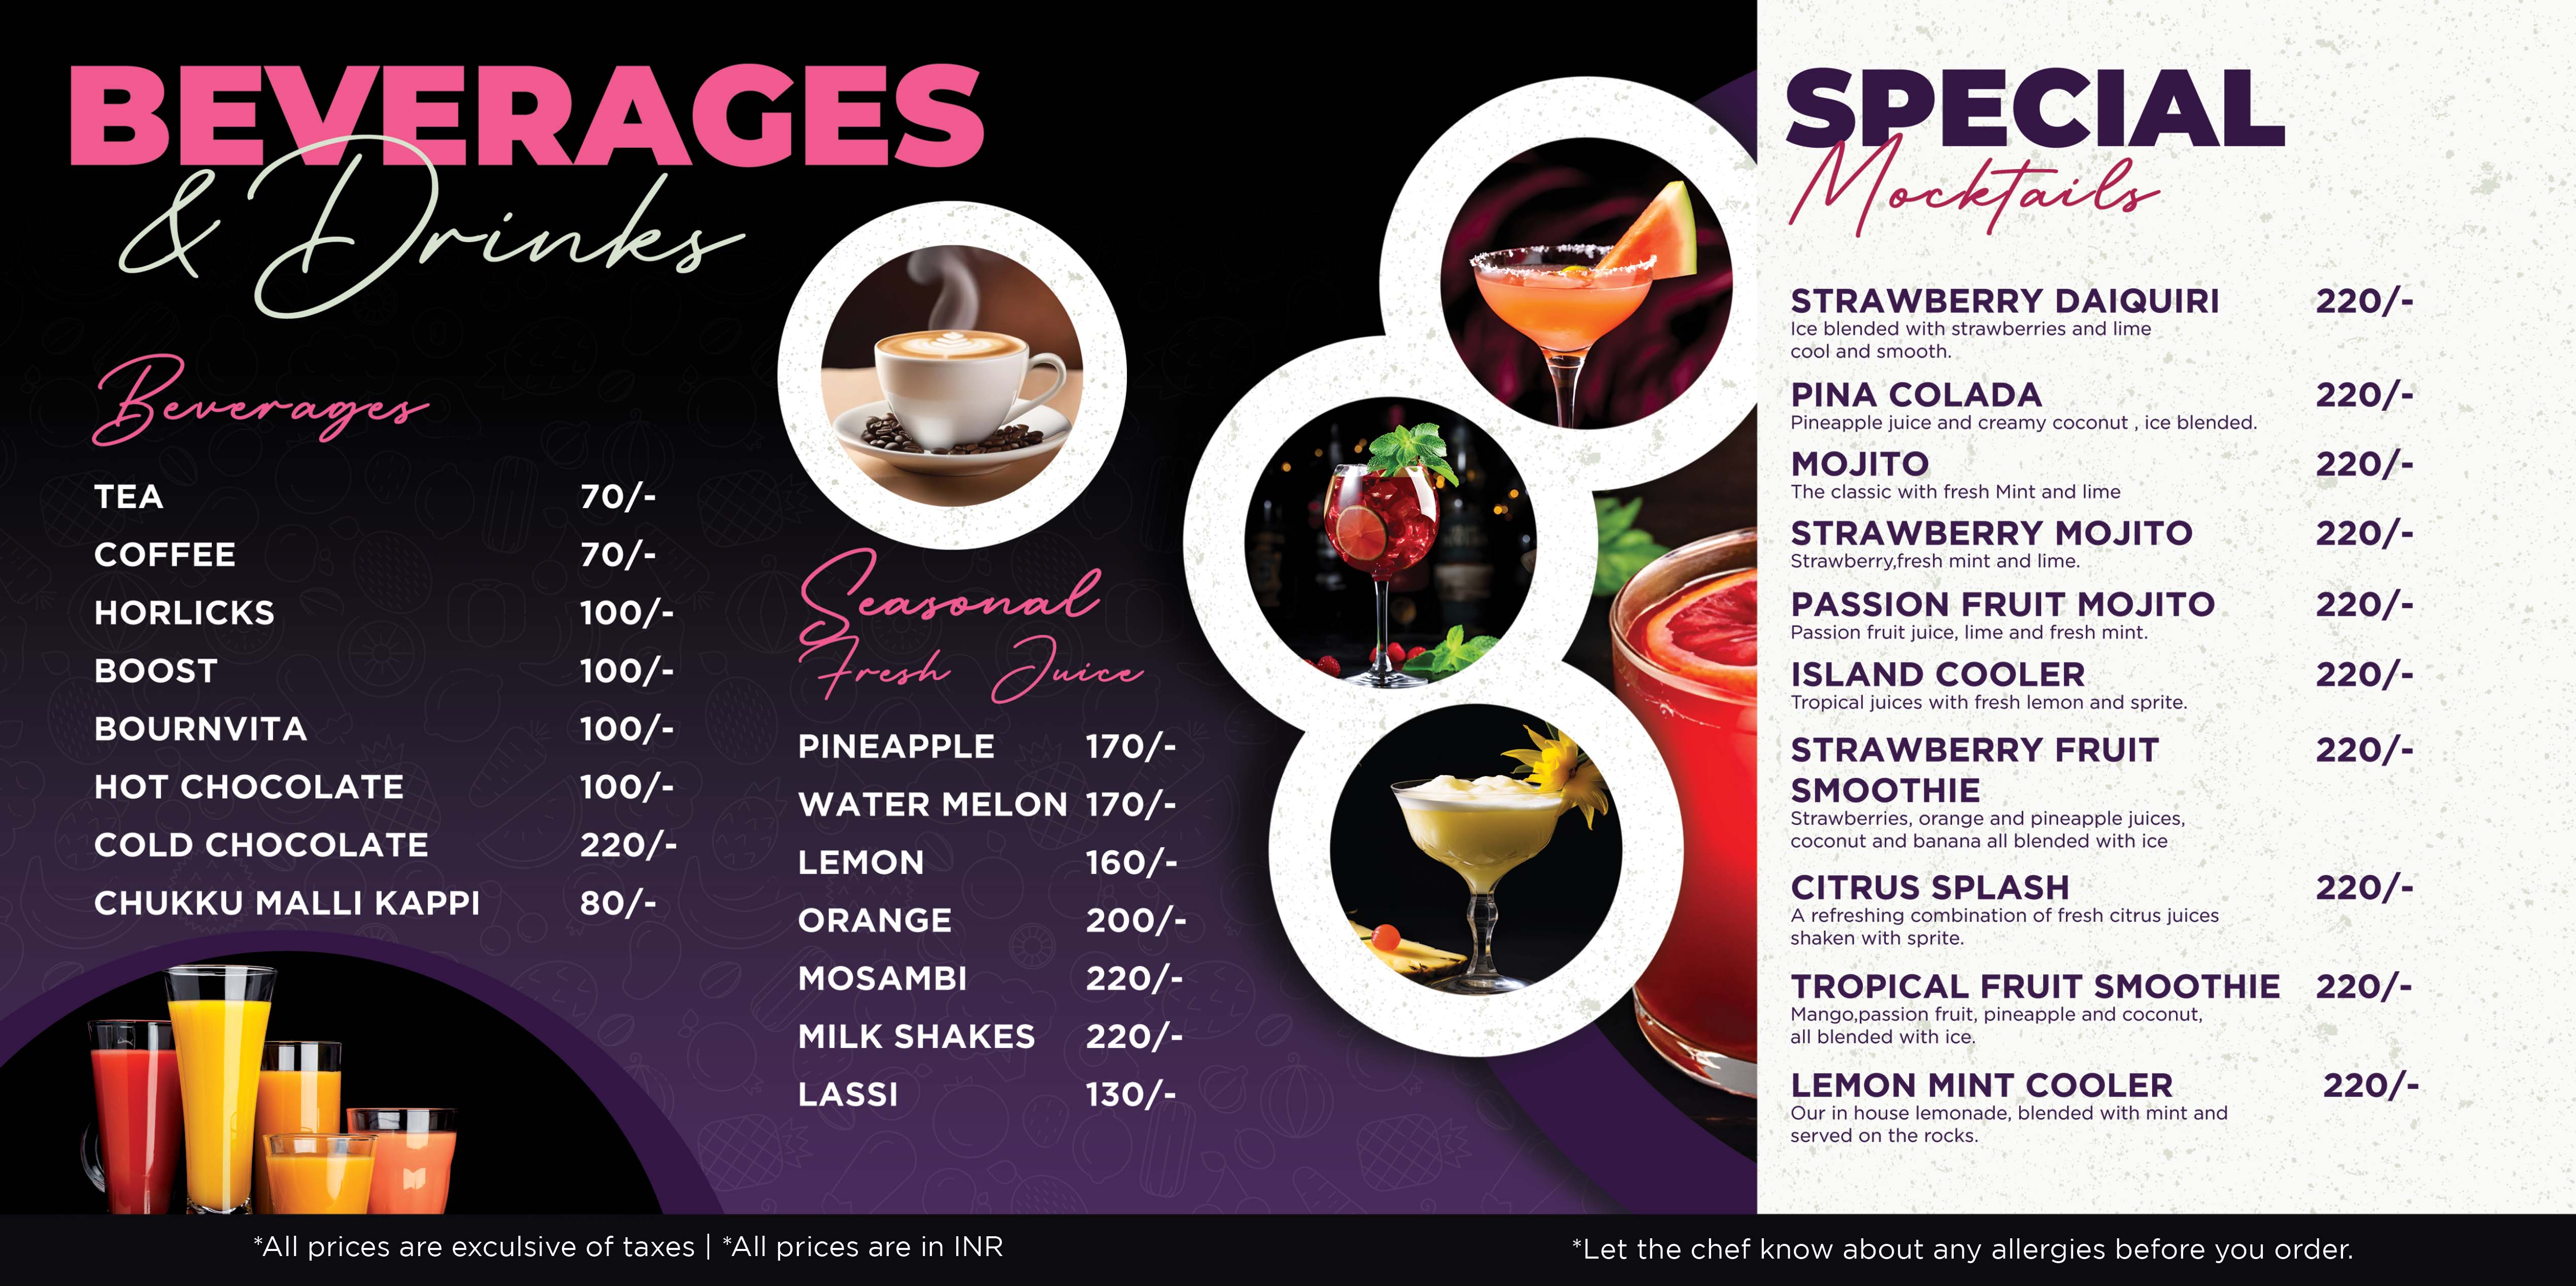 BEVERAGES
& Drinks
Beverages
TEA 70/-
COFFEE 70/-
HORLICKS 100/-
BOOST 100/-
BOURNVITA 100/-
HOT CHOCOLATE 100/-
COLD CHOCOLATE 220/-
CHUKKU MALLI KAPPI 80/-
Seasonal
Fresh Juice
PINEAPPLE 170/-
WATER MELON 170/-
LEMON 160/-
ORANGE 200/-
MOSAMBI 220/-
MILK SHAKES 220/-
LASSI 130/-
SPECIAL
Mocktails
STRAWBERRY DAIQUIRI 220/-
Ice blended with strawberries and lime
cool and smooth.
PINA COLADA 220/-
Pineapple juice and creamy coconut , ice blended.
MOJITO 220/-
The classic with fresh Mint and lime
STRAWBERRY MOJITO 220/-
Strawberry,fresh mint and lime.
PASSION FRUIT MOJITO 220/-
Passion fruit juice, lime and fresh mint.
ISLAND COOLER 220/-
Tropical juices with fresh lemon and sprite.
STRAWBERRY FRUIT 220/-
SMOOTHIE
Strawberries, orange and pineapple juices,
coconut and banana all blended with ice
CITRUS SPLASH 220/-
A refreshing combination of fresh citrus juices
shaken with sprite.
TROPICAL FRUIT SMOOTHIE 220/-
Mango,passion fruit, pineapple and coconut,
all blended with ice.
LEMON MINT COOLER 220/-
Our in house lemonade, blended with mint and
served on the rocks.
*All prices are exculsive of taxes | *All prices are in INR
*Let the chef know about any allergies before you order.